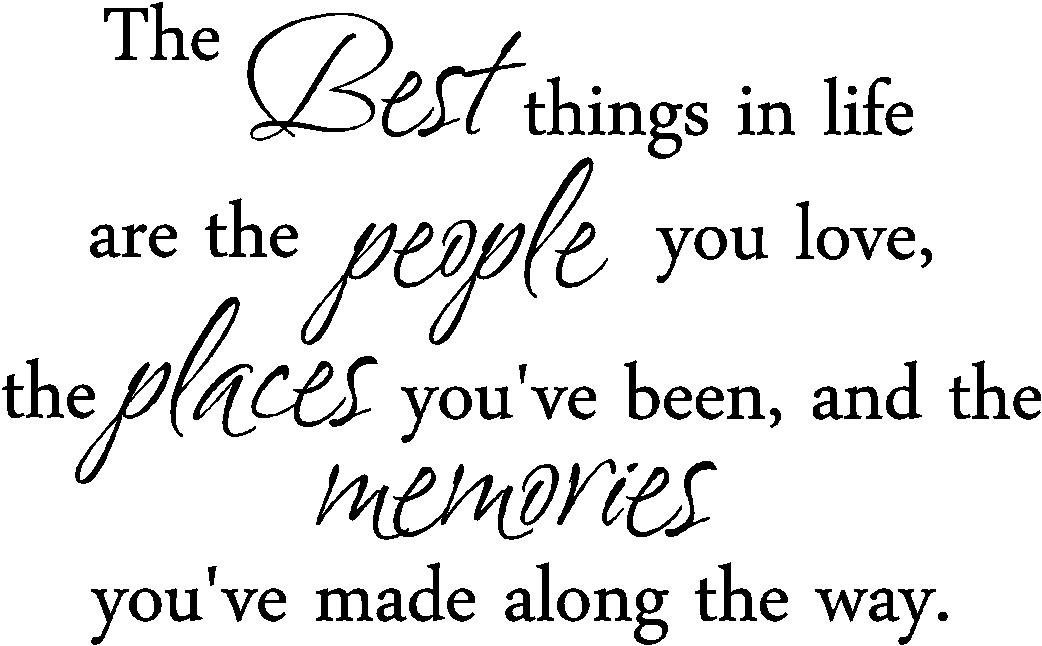 The Best things in life
are the people you love,
the places you've been, and the
memories
you've made along the way.